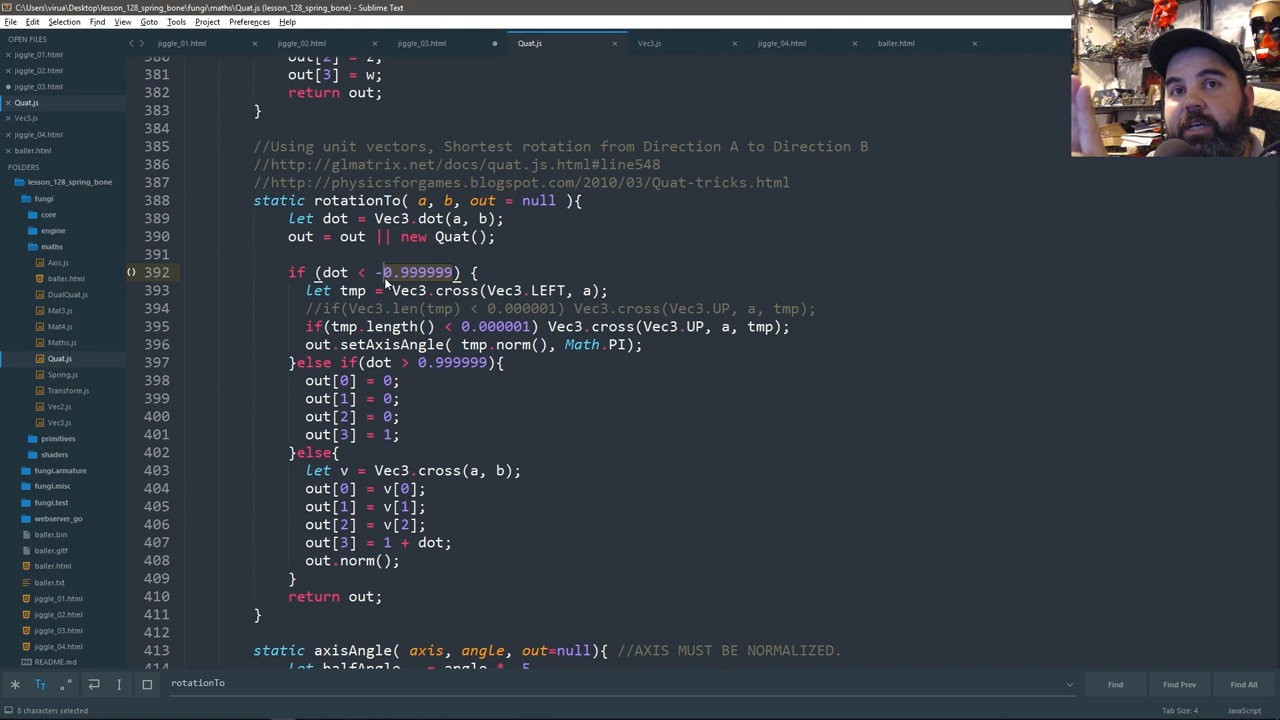 C:\Users\virua\Desktop\lesson_128_spring_bone\fungi\maths\Quat.js (lesson_128_spring_bone) - Sublime Text
File Edit Selection Find View Goto Tools Project Preferences Help
OPEN FILES
jiggle_01.html
jiggle_02.html
jiggle_03.html
Quat.js
Vec3.js
jiggle_04.html
baller.html
FOLDERS
lesson_128_spring_bone
fungi
core
engine
maths
Axis.js
baller.html
DualQuat.js
Mat3.js
Mat4.js
Maths.js
Quat.js
Spring.js
Transform.js
Vec2.js
Vec3.js
primitives
shaders
fungi.armature
fungi.misc
fungi.test
webserver_go
baller.bin
baller.gltf
baller.html
baller.txt
jiggle_01.html
jiggle_02.html
jiggle_03.html
jiggle_04.html
README.md
jiggle_01.html jiggle_02.html jiggle_03.html Quat.js Vec3.js jiggle_04.html baller.html
380 out[2] = z;
381 out[3] = w;
382 return out;
383 }
384
385 //Using unit vectors, Shortest rotation from Direction A to Direction B
386 //http://glmatrix.net/docs/quat.js.html#line548
387 //http://physicsforgames.blogspot.com/2010/03/Quat-tricks.html
388 static rotationTo( a, b, out = null ){
389 let dot = Vec3.dot(a, b);
390 out = out || new Quat();
391
392 if (dot < -0.999999) {
393 let tmp = Vec3.cross(Vec3.LEFT, a);
394 //if(Vec3.len(tmp) < 0.000001) Vec3.cross(Vec3.UP, a, tmp);
395 if(tmp.length() < 0.000001) Vec3.cross(Vec3.UP, a, tmp);
396 out.setAxisAngle( tmp.norm(), Math.PI);
397 }else if(dot > 0.999999){
398 out[0] = 0;
399 out[1] = 0;
400 out[2] = 0;
401 out[3] = 1;
402 }else{
403 let v = Vec3.cross(a, b);
404 out[0] = v[0];
405 out[1] = v[1];
406 out[2] = v[2];
407 out[3] = 1 + dot;
408 out.norm();
409 }
410 return out;
411 }
412
413 static axisAngle( axis, angle, out=null){ //AXIS MUST BE NORMALIZED.
414 let halfAngle = angle * .5
rotationTo
Find Find Prev Find All
8 characters selected
Tab Size: 4 JavaScript